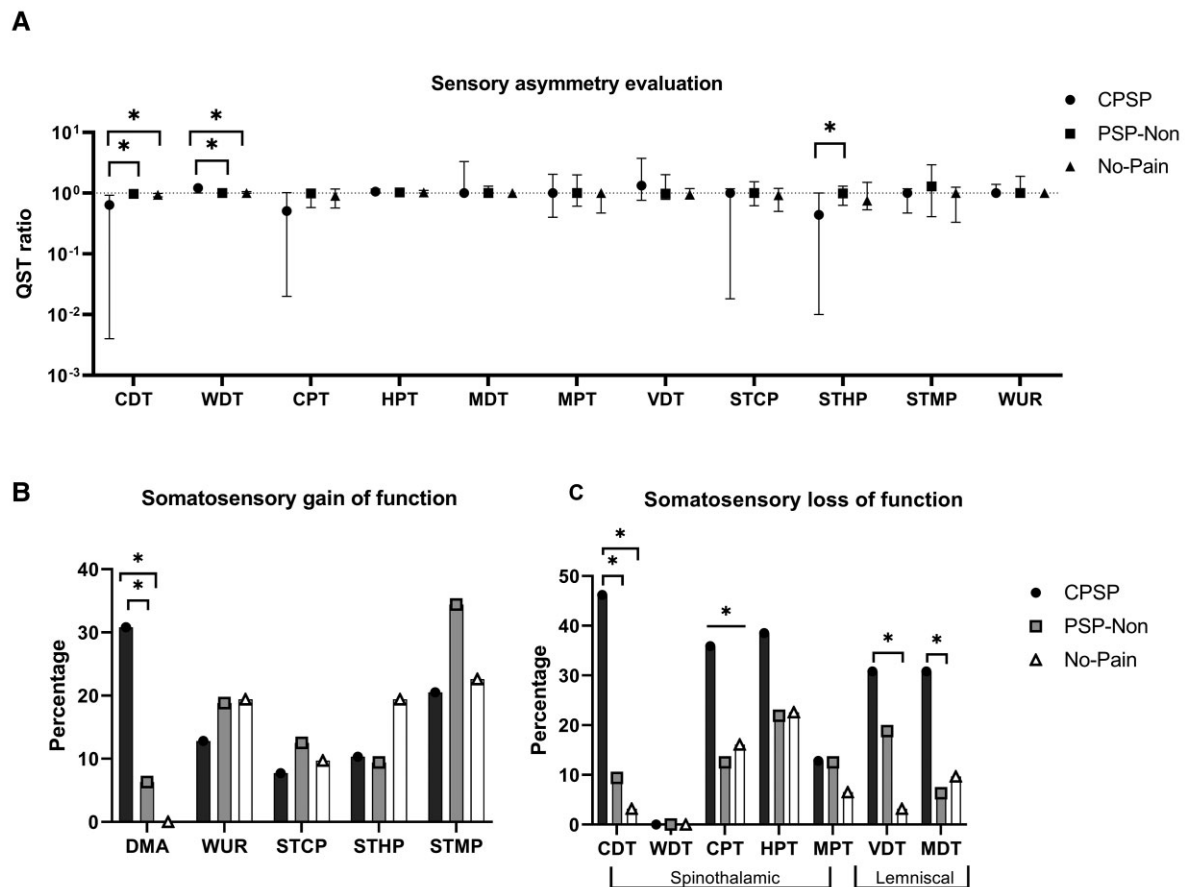 A
Sensory asymmetry evaluation
CPSP
PSP-Non
No-Pain
* * * * *
QST ratio
10¹
10⁰
10⁻¹
10⁻²
10⁻³
CDT WDT CPT HPT MDT MPT VDT STCP STHP STMP WUR
B
Somatosensory gain of function
* *
Percentage
40
30
20
10
0
DMA WUR STCP STHP STMP
C
Somatosensory loss of function
* * * * *
Percentage
50
40
30
20
10
0
CDT WDT CPT HPT MPT VDT MDT
Spinothalamic Lemniscal
CPSP
PSP-Non
No-Pain